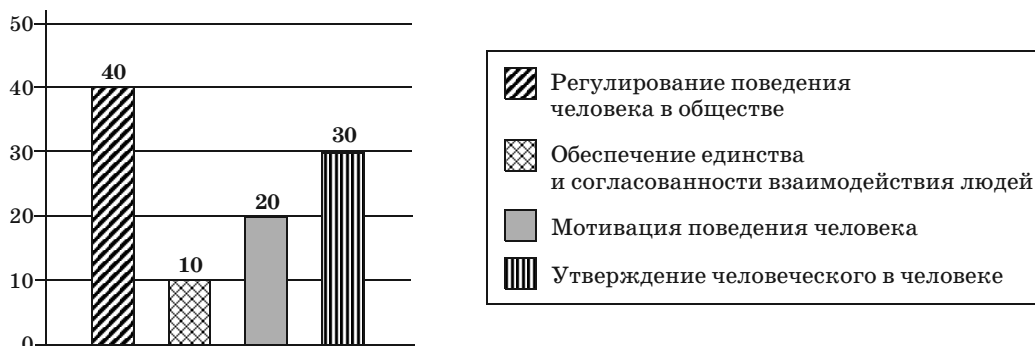 50
40
30
20
10
0
40
10
20
30
Регулирование поведения
человека в обществе
Обеспечение единства
и согласованности взаимодействия людей
Мотивация поведения человека
Утверждение человеческого в человеке